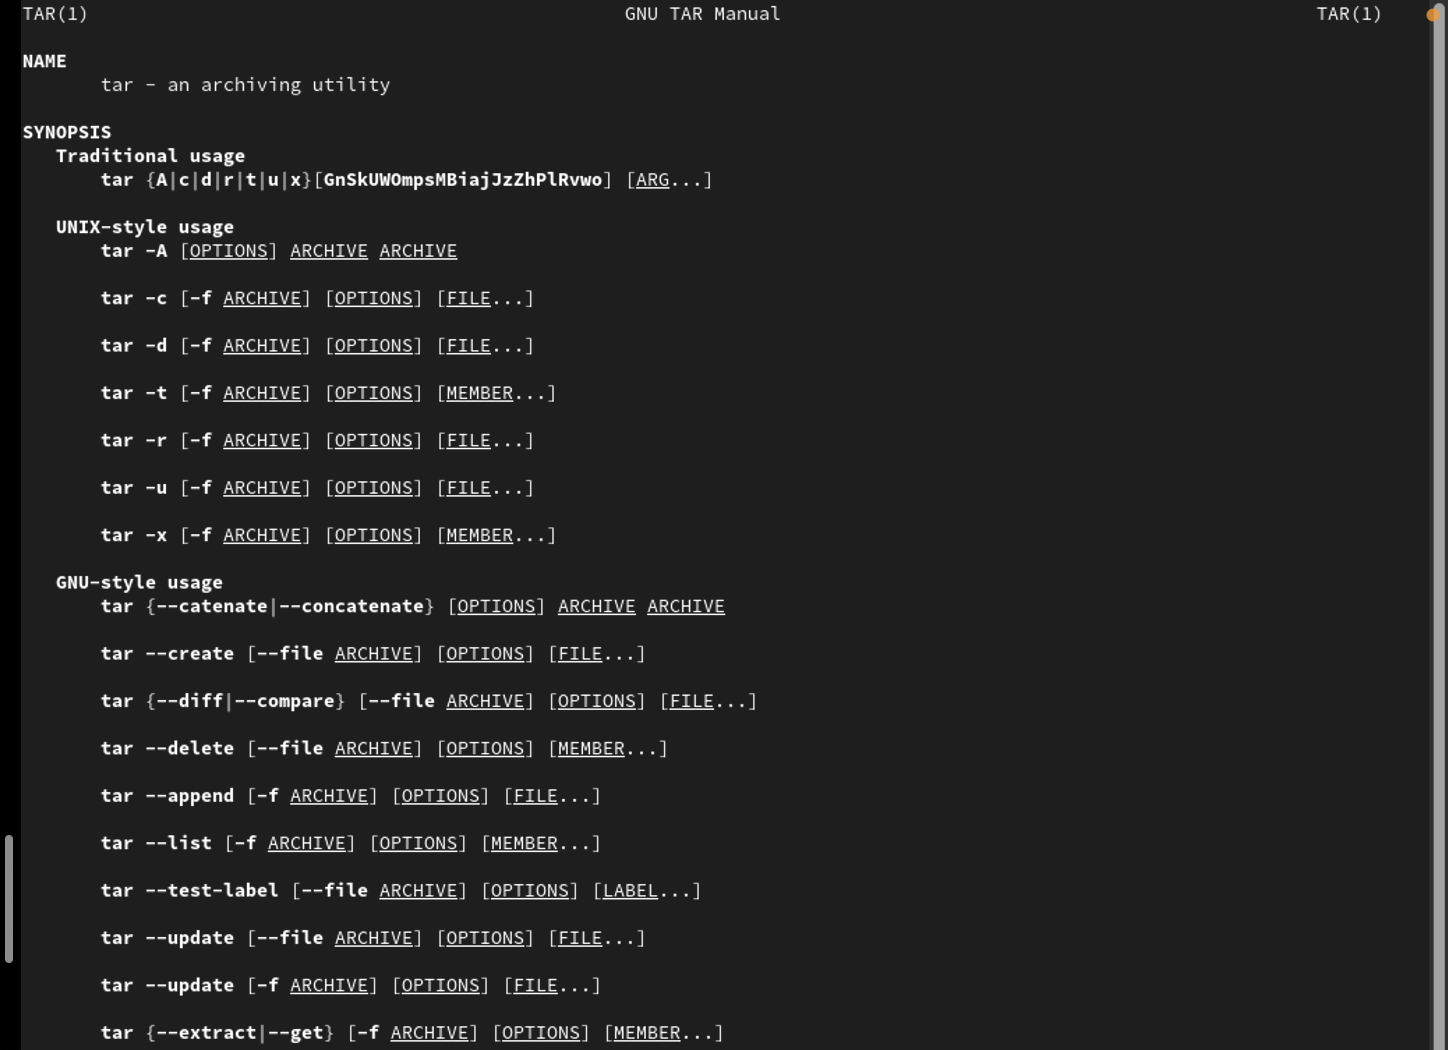 TAR(1) GNU TAR Manual TAR(1)
NAME
tar - an archiving utility
SYNOPSIS
Traditional usage
tar {A|c|d|r|t|u|x}[GnSkUWOmpsMBiajJzZhPlRvwo] [ARG...]
UNIX-style usage
tar -A [OPTIONS] ARCHIVE ARCHIVE
tar -c [-f ARCHIVE] [OPTIONS] [FILE...]
tar -d [-f ARCHIVE] [OPTIONS] [FILE...]
tar -t [-f ARCHIVE] [OPTIONS] [MEMBER...]
tar -r [-f ARCHIVE] [OPTIONS] [FILE...]
tar -u [-f ARCHIVE] [OPTIONS] [FILE...]
tar -x [-f ARCHIVE] [OPTIONS] [MEMBER...]
GNU-style usage
tar {--catenate|--concatenate} [OPTIONS] ARCHIVE ARCHIVE
tar --create [--file ARCHIVE] [OPTIONS] [FILE...]
tar {--diff|--compare} [--file ARCHIVE] [OPTIONS] [FILE...]
tar --delete [--file ARCHIVE] [OPTIONS] [MEMBER...]
tar --append [-f ARCHIVE] [OPTIONS] [FILE...]
tar --list [-f ARCHIVE] [OPTIONS] [MEMBER...]
tar --test-label [--file ARCHIVE] [OPTIONS] [LABEL...]
tar --update [--file ARCHIVE] [OPTIONS] [FILE...]
tar --update [-f ARCHIVE] [OPTIONS] [FILE...]
tar {--extract|--get} [-f ARCHIVE] [OPTIONS] [MEMBER...]